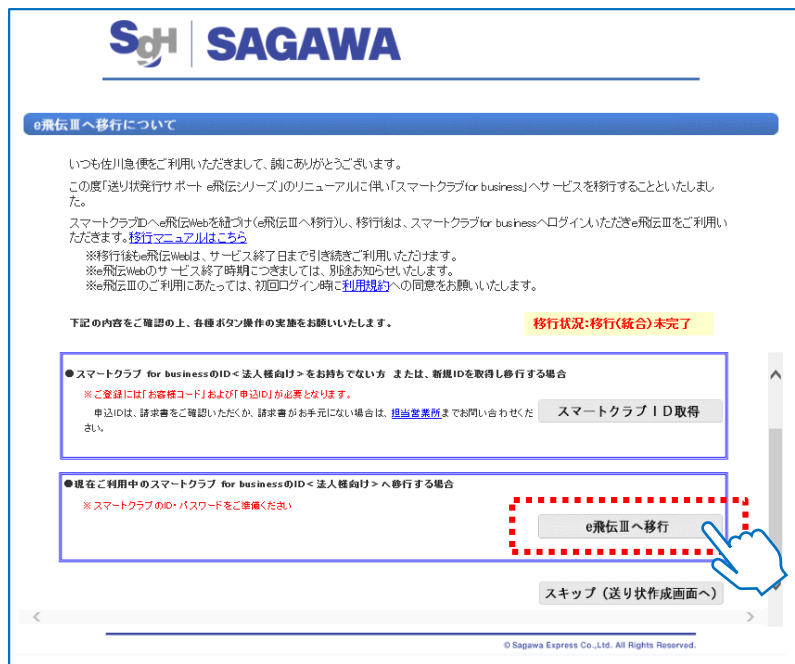 SGH SAGAWA
e飛伝Ⅲへ移行について
いつも佐川急便をご利用いただきまして、誠にありがとうございます。
この度「送り状発行サポート e飛伝シリーズ」のリニューアルに伴い「スマートクラブfor business」へサービスを移行することといたしまし
た。
スマートクラブIDへe飛伝Webを紐づけ(e飛伝Ⅲへ移行)し、移行後は、スマートクラブfor businessへログインいただきe飛伝Ⅲをご利用い
ただきます。移行マニュアルはこちら
※移行後もe飛伝Webは、サービス終了日まで引き続きご利用いただけます。
※e飛伝Webのサービス終了時期につきましては、別途お知らせいたします。
※e飛伝Ⅲのご利用にあたっては、初回ログイン時に利用規約への同意をお願いいたします。
下記の内容をご確認の上、各種ボタン操作の実施をお願いいたします。
移行状況:移行(統合)未完了
●スマートクラブ for businessのID<法人様向け>をお持ちでない方 または、新規IDを取得し移行する場合
※ご登録には「お客様コード」および「申込ID」が必要となります。
申込IDは、請求書をご確認いただくか、請求書がお手元にない場合は、担当営業所までお問い合わせくだ
さい。
スマートクラブID取得
●現在ご利用中のスマートクラブ for businessのID<法人様向け>へ移行する場合
※スマートクラブのID・パスワードをご準備ください
e飛伝Ⅲへ移行
スキップ(送り状作成画面へ)
© Sagawa Express Co.,Ltd. All Rights Reserved.